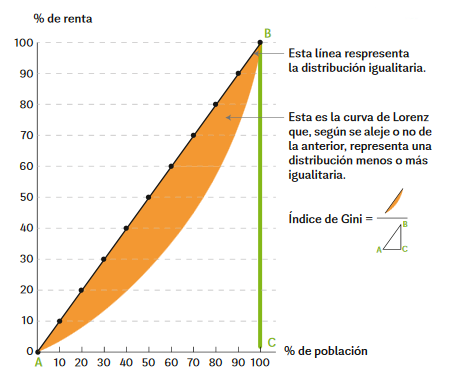 % de renta
B
100
90
80
70
60
50
40
30
20
10
0
Esta línea respresenta
la distribución igualitaria.
Esta es la curva de Lorenz
que, según se aleje o no de
la anterior, representa una
distribución menos o más
igualitaria.
Índice de Gini =
B
A
C
C
% de población
A
10 20 30 40 50 60 70 80 90 100